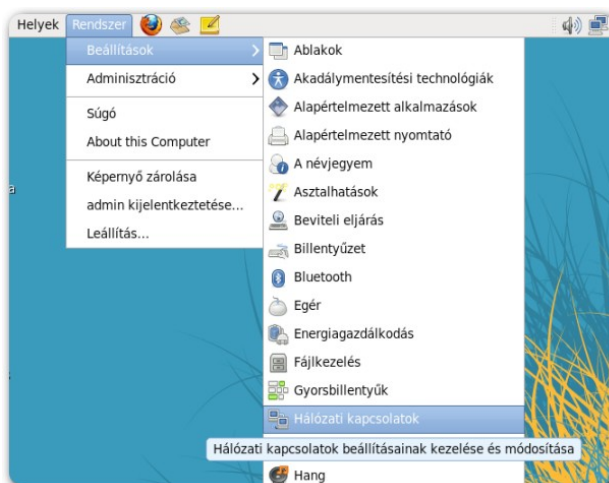 Helyek Rendszer
Beállítások
Adminisztráció
Súgó
About this Computer
Képernyő zárolása
admin kijelentkeztetése...
Leállítás...
Ablakok
Akadálymentesítési technológiák
Alapértelmezett alkalmazások
Alapértelmezett nyomtató
A névjegyem
Asztalhatások
Beviteli eljárás
Billentyűzet
Bluetooth
Egér
Energiagazdálkodás
Fájlkezelés
Gyorsbillentyűk
Hálózati kapcsolatok
Hálózati kapcsolatok beállításainak kezelése és módosítása
Hang